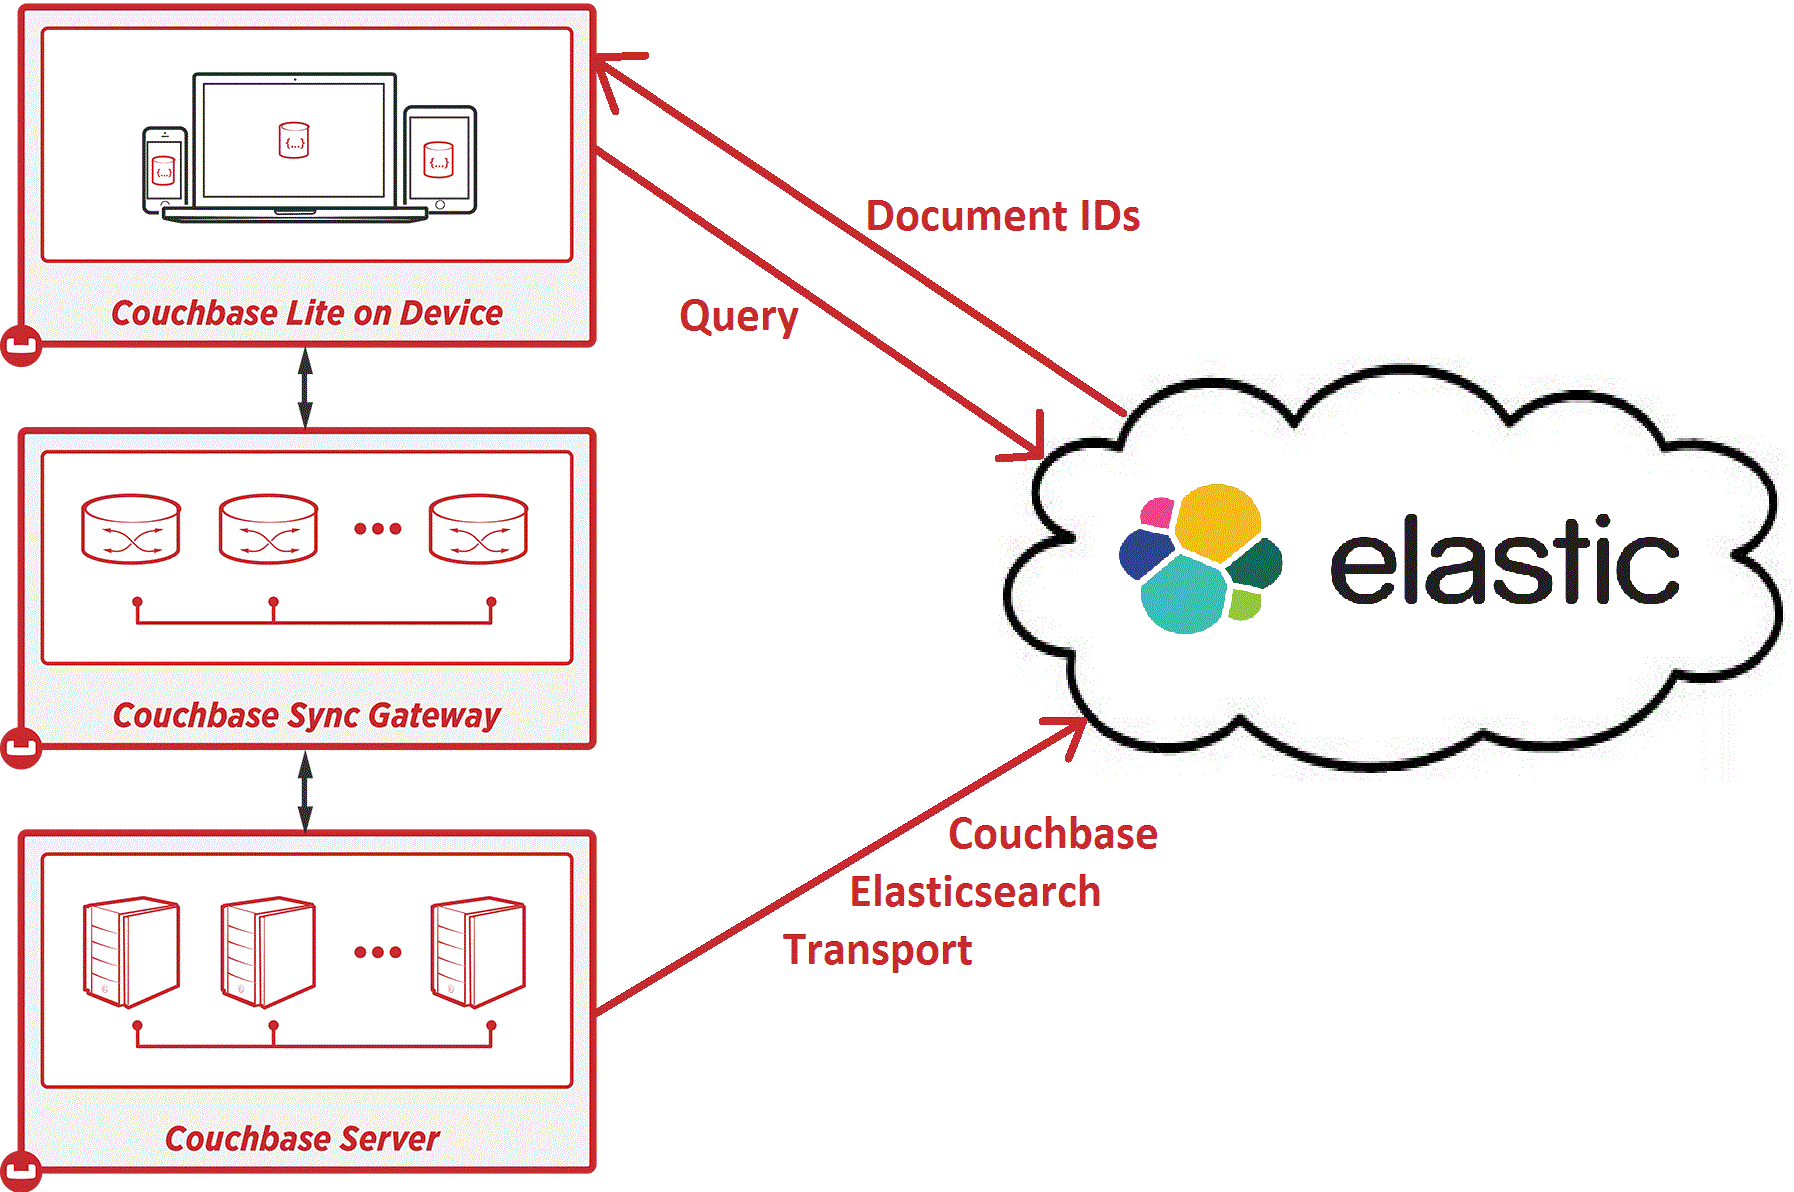 {...}
{...}
{...}
Couchbase Lite on Device
Document IDs
Query
elastic
Couchbase Sync Gateway
Couchbase
Elasticsearch
Transport
Couchbase Server